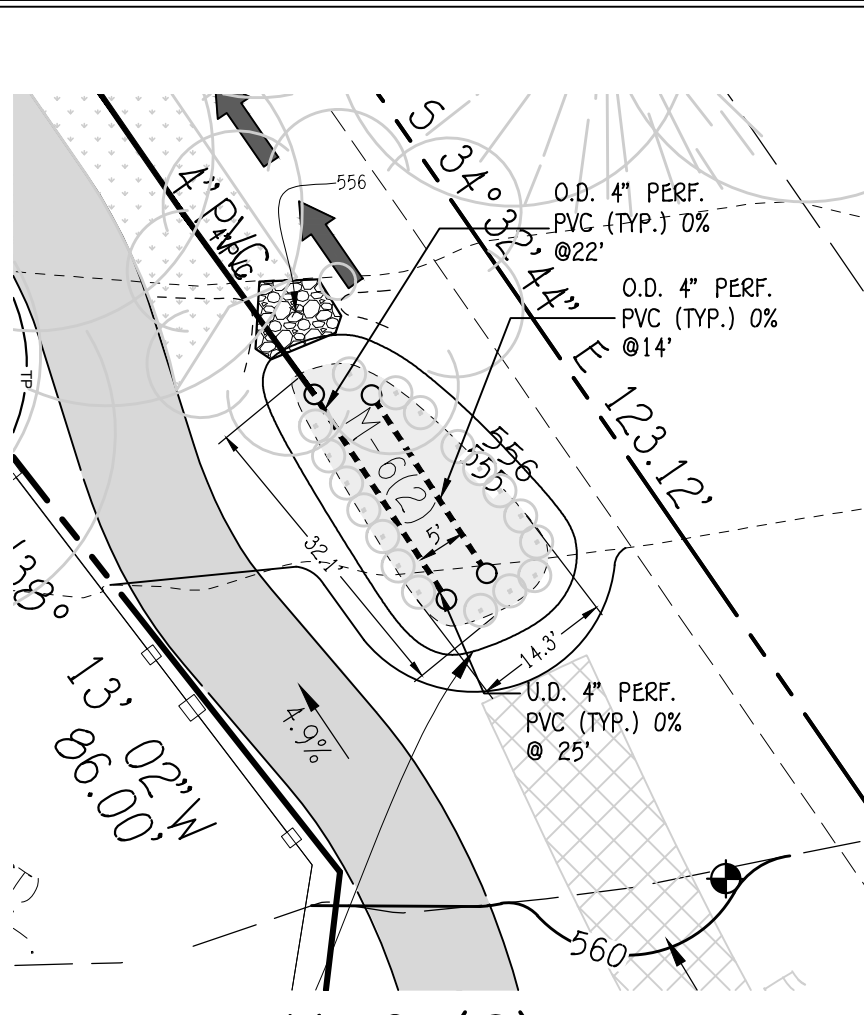 S 34°32'44" E 123.12'
4" PVC
4" PVC
556
O.D. 4" PERF.
PVC (TYP.) 0%
@22'
O.D. 4" PERF.
PVC (TYP.) 0%
@14'
TP
M-6(2)
556
555
5'
32.1'
14.3'
U.D. 4" PERF.
PVC (TYP.) 0%
@ 25'
38° 13' 02" W
86.00'
4.9%
560